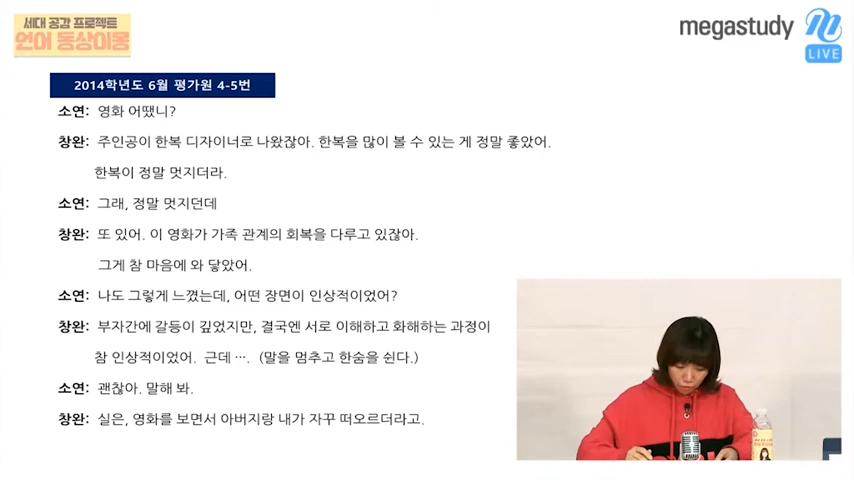 세대 공감 프로젝트
언어 동상이몽
megastudy
LIVE
2014학년도 6월 평가원 4-5번
소연: 영화 어땠니?
창완: 주인공이 한복 디자이너로 나왔잖아. 한복을 많이 볼 수 있는 게 정말 좋았어.
한복이 정말 멋지더라.
소연: 그래, 정말 멋지던데
창완: 또 있어. 이 영화가 가족 관계의 회복을 다루고 있잖아.
그게 참 마음에 와 닿았어.
소연: 나도 그렇게 느꼈는데, 어떤 장면이 인상적이었어?
창완: 부자간에 갈등이 깊었지만, 결국엔 서로 이해하고 화해하는 과정이
참 인상적이었어. 근데 ···. (말을 멈추고 한숨을 쉰다.)
소연: 괜찮아. 말해 봐.
창완: 실은, 영화를 보면서 아버지랑 내가 자꾸 떠오르더라고.